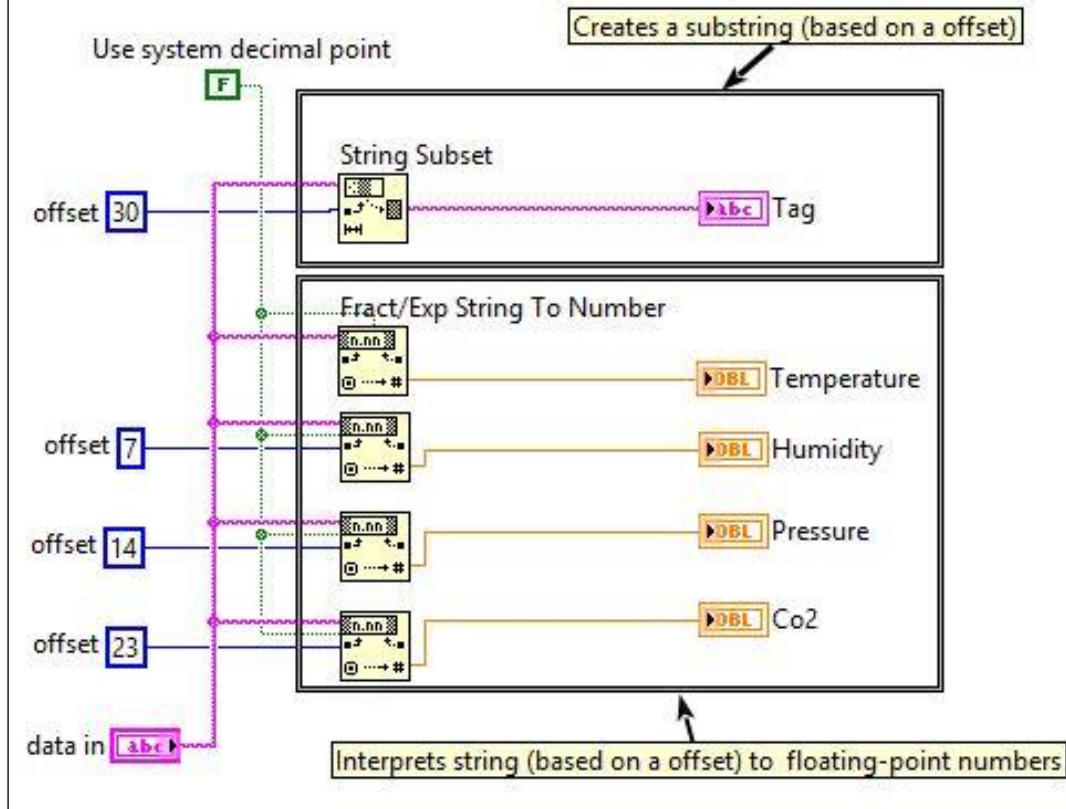 Creates a substring (based on a offset)
Use system decimal point
F
String Subset
offset 30
abc Tag
Fract/Exp String To Number
n.nn
DBL Temperature
n.nn
offset 7
DBL Humidity
n.nn
offset 14
DBL Pressure
n.nn
offset 23
DBL Co2
data in abc
Interprets string (based on a offset) to floating-point numbers